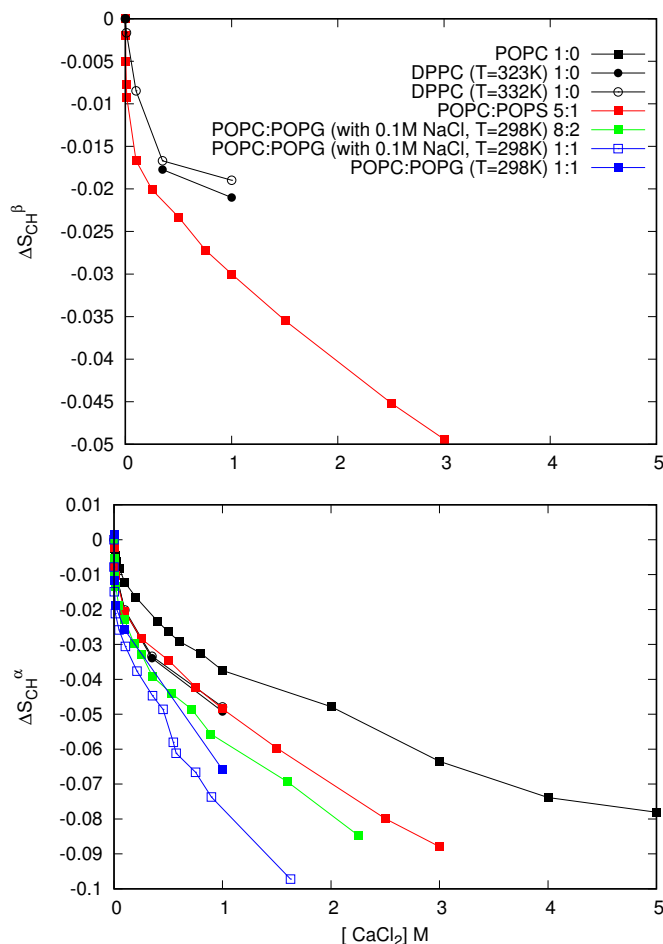 0
-0.005
-0.01
-0.015
-0.02
-0.025
-0.03
-0.035
-0.04
-0.045
-0.05
ΔS_CH^β
POPC 1:0
DPPC (T=323K) 1:0
DPPC (T=332K) 1:0
POPC:POPS 5:1
POPC:POPG (with 0.1M NaCl, T=298K) 8:2
POPC:POPG (with 0.1M NaCl, T=298K) 1:1
POPC:POPG (T=298K) 1:1
0 1 2 3 4 5
0.01
0
-0.01
-0.02
-0.03
-0.04
-0.05
-0.06
-0.07
-0.08
-0.09
-0.1
ΔS_CH^α
0 1 2 3 4 5
[ CaCl₂] M